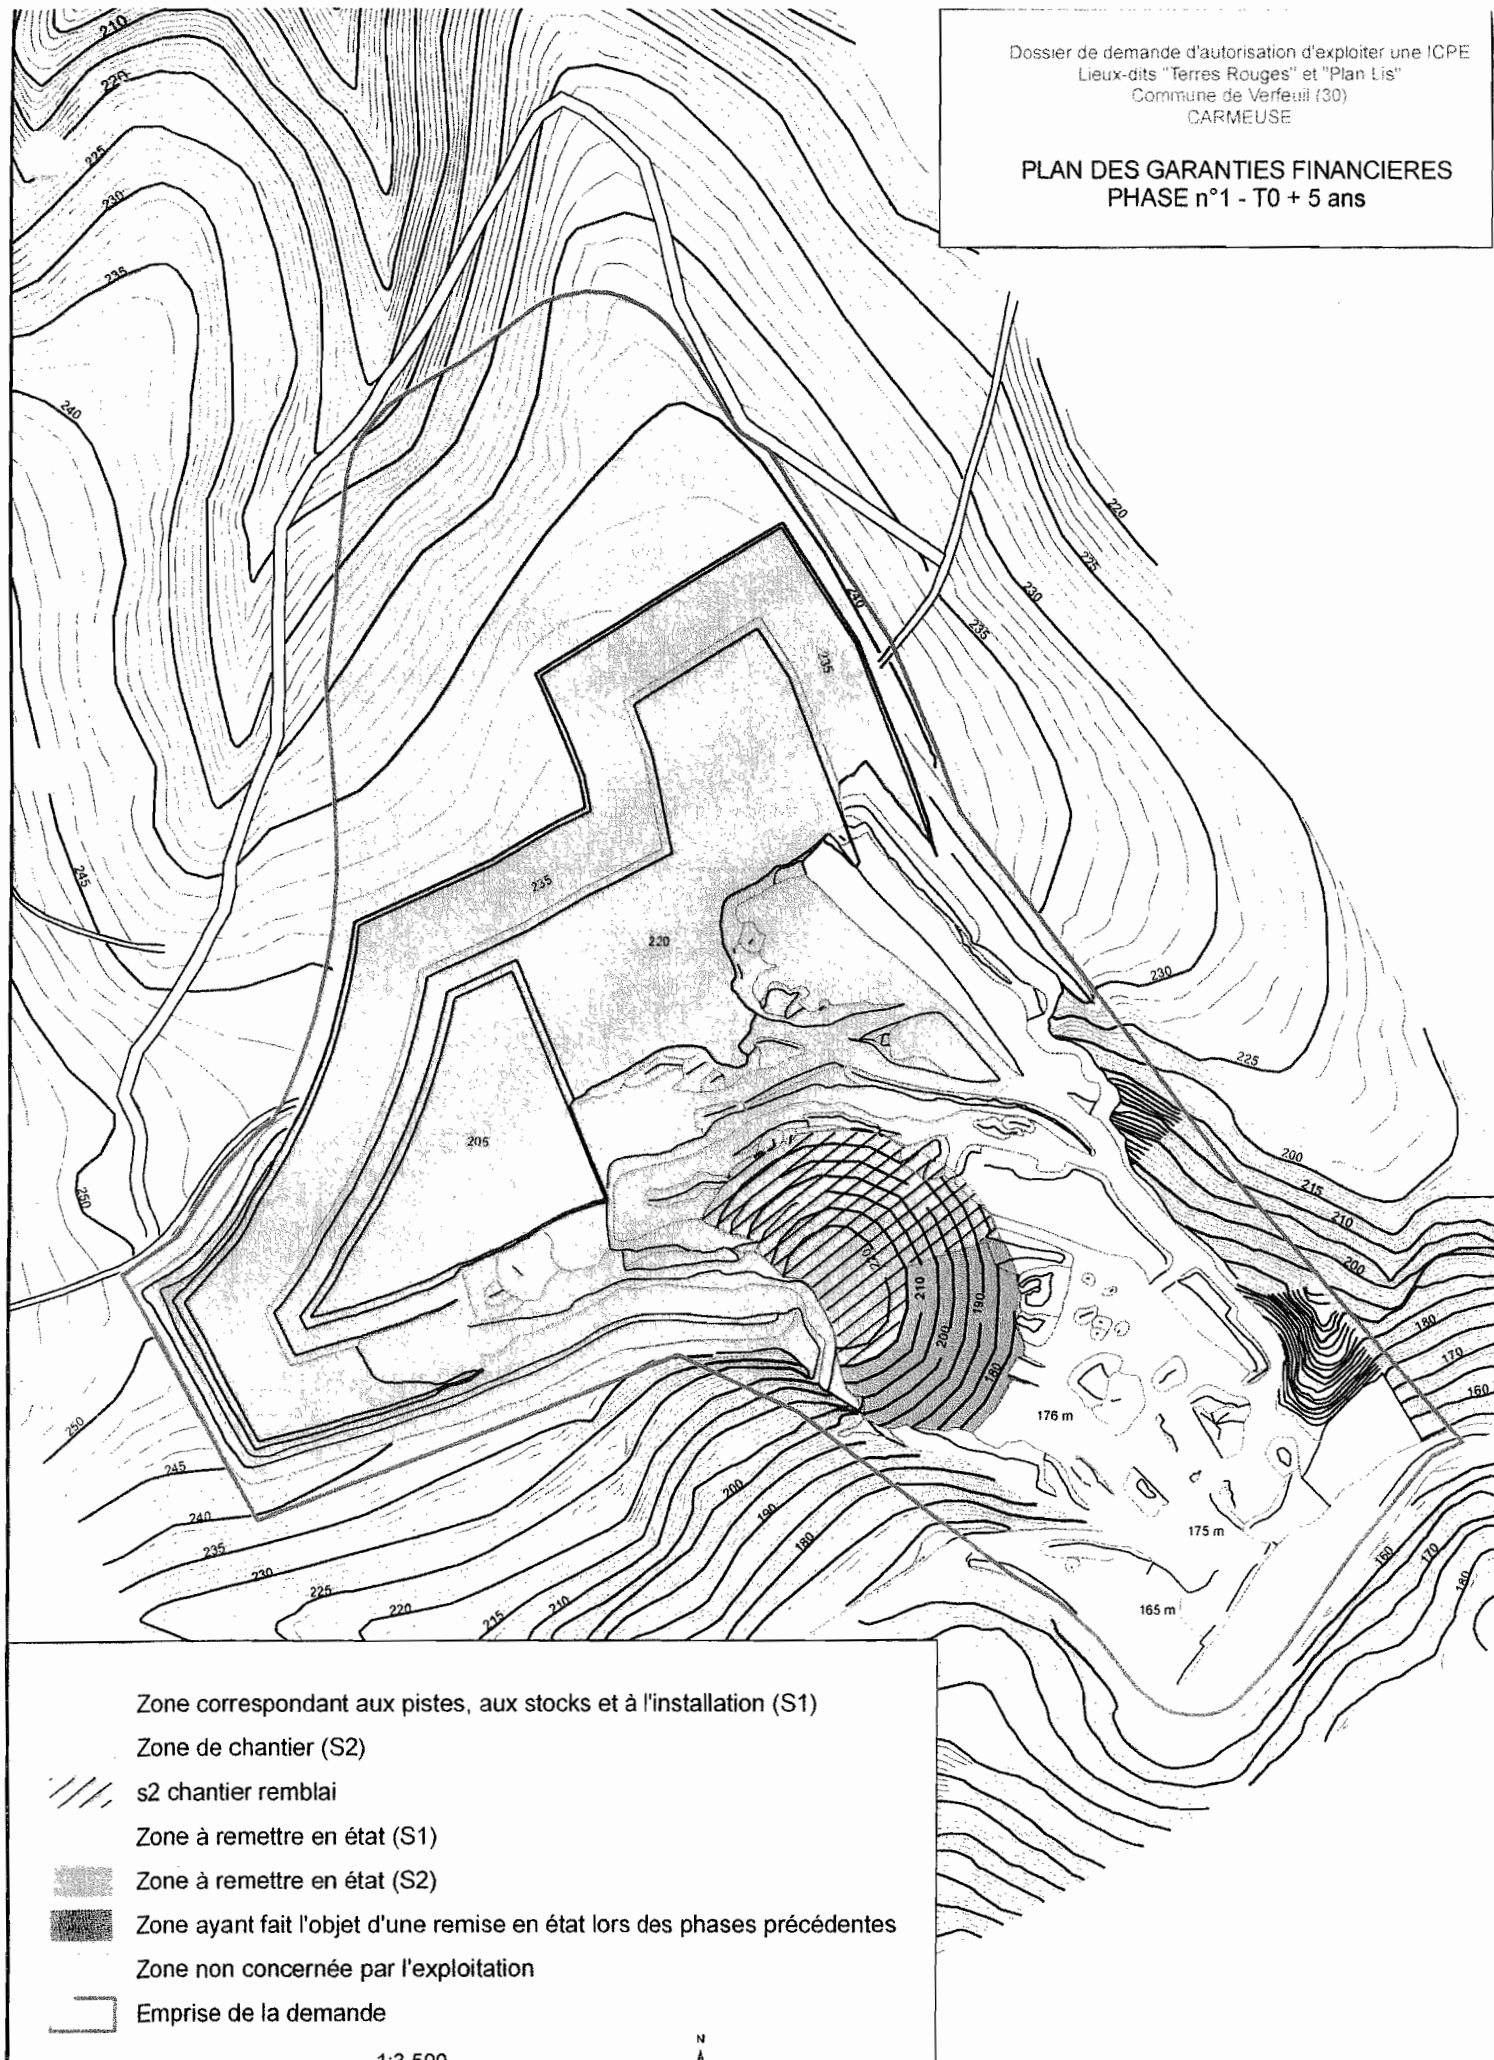 Dossier de demande d'autorisation d'exploiter une ICPE
Lieux-dits "Terres Rouges" et "Plan Lis"
Commune de Verfeuil (30)
CARMEUSE
PLAN DES GARANTIES FINANCIERES
PHASE n°1 - T0 + 5 ans
210
220
225
230
235
240
245
250
220
225
230
235
240
235
235
220
205
230
225
200
215
210
200
180
170
160
210
200
190
180
176 m
175 m
165 m
160
170
180
250
245
240
235
230
225
220
215
210
200
190
180
Zone correspondant aux pistes, aux stocks et à l'installation (S1)
Zone de chantier (S2)
s2 chantier remblai
Zone à remettre en état (S1)
Zone à remettre en état (S2)
Zone ayant fait l'objet d'une remise en état lors des phases précédentes
Zone non concernée par l'exploitation
Emprise de la demande
N